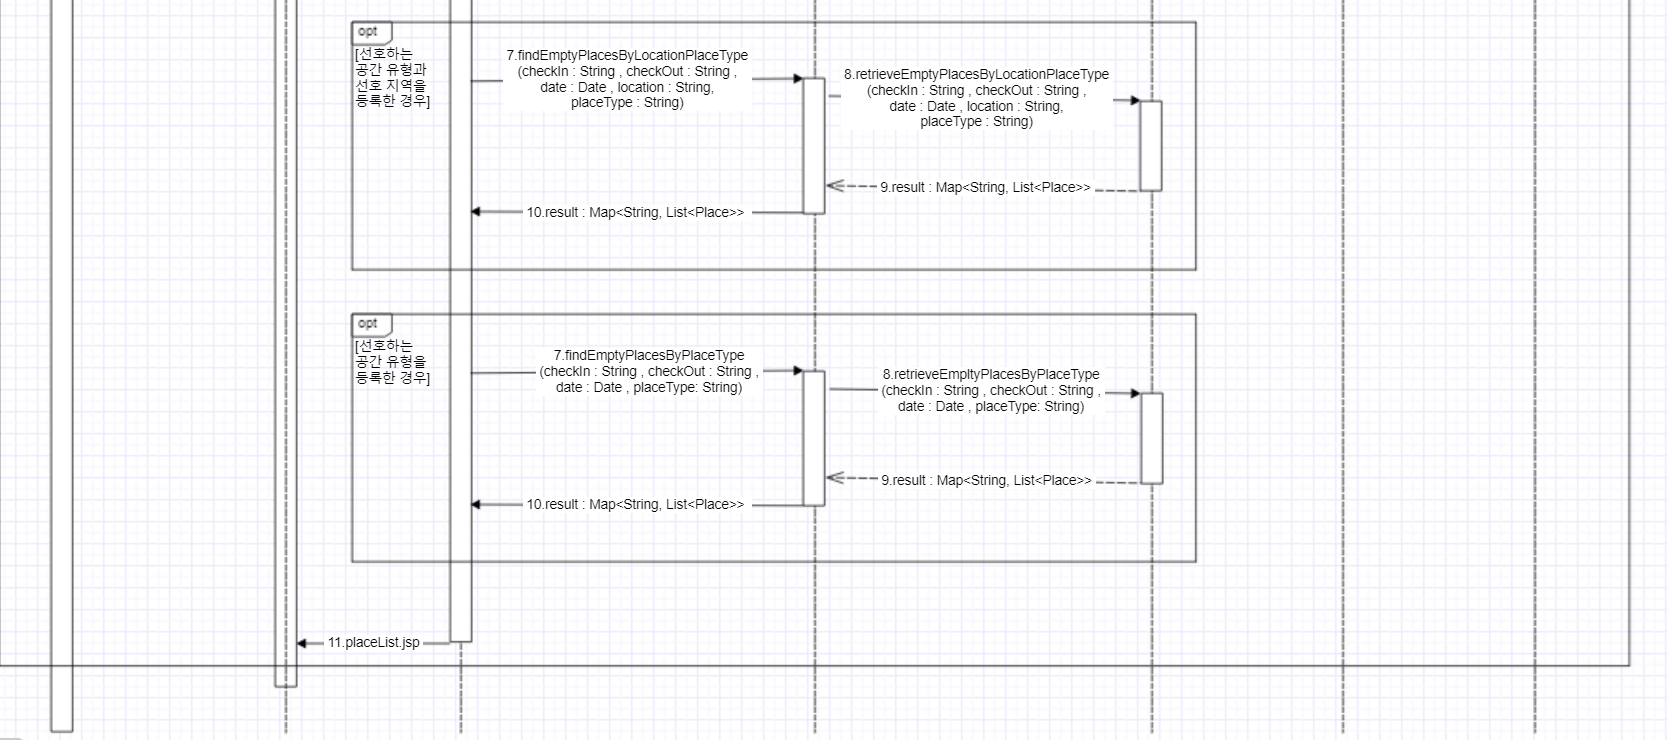 opt
[선호하는
공간 유형과
선호 지역을
등록한 경우]
7.findEmptyPlacesByLocationPlaceType
(checkIn : String , checkOut : String ,
date : Date , location : String,
placeType : String)
8.retrieveEmptyPlacesByLocationPlaceType
(checkIn : String , checkOut : String ,
date : Date , location : String,
placeType : String)
9.result : Map<String, List<Place>>
10.result : Map<String, List<Place>>
opt
[선호하는
공간 유형을
등록한 경우]
7.findEmptyPlacesByPlaceType
(checkIn : String , checkOut : String ,
date : Date , placeType: String)
8.retrieveEmpltyPlacesByPlaceType
(checkIn : String , checkOut : String ,
date : Date , placeType: String)
9.result : Map<String, List<Place>>
10.result : Map<String, List<Place>>
11.placeList.jsp